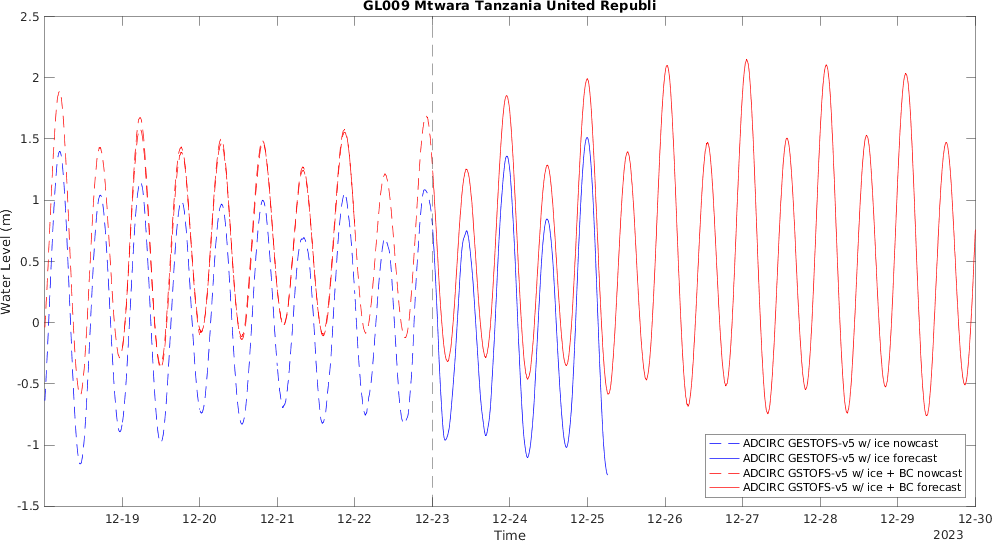 GL009 Mtwara Tanzania United Republi
Water Level (m)
2.5
2
1.5
1
0.5
0
-0.5
-1
-1.5
ADCIRC GESTOFS-v5 w/ ice nowcast
ADCIRC GESTOFS-v5 w/ ice forecast
ADCIRC GSTOFS-v5 w/ ice + BC nowcast
ADCIRC GSTOFS-v5 w/ ice + BC forecast
12-19 12-20 12-21 12-22 12-23 12-24 12-25 12-26 12-27 12-28 12-29 12-30
Time
2023